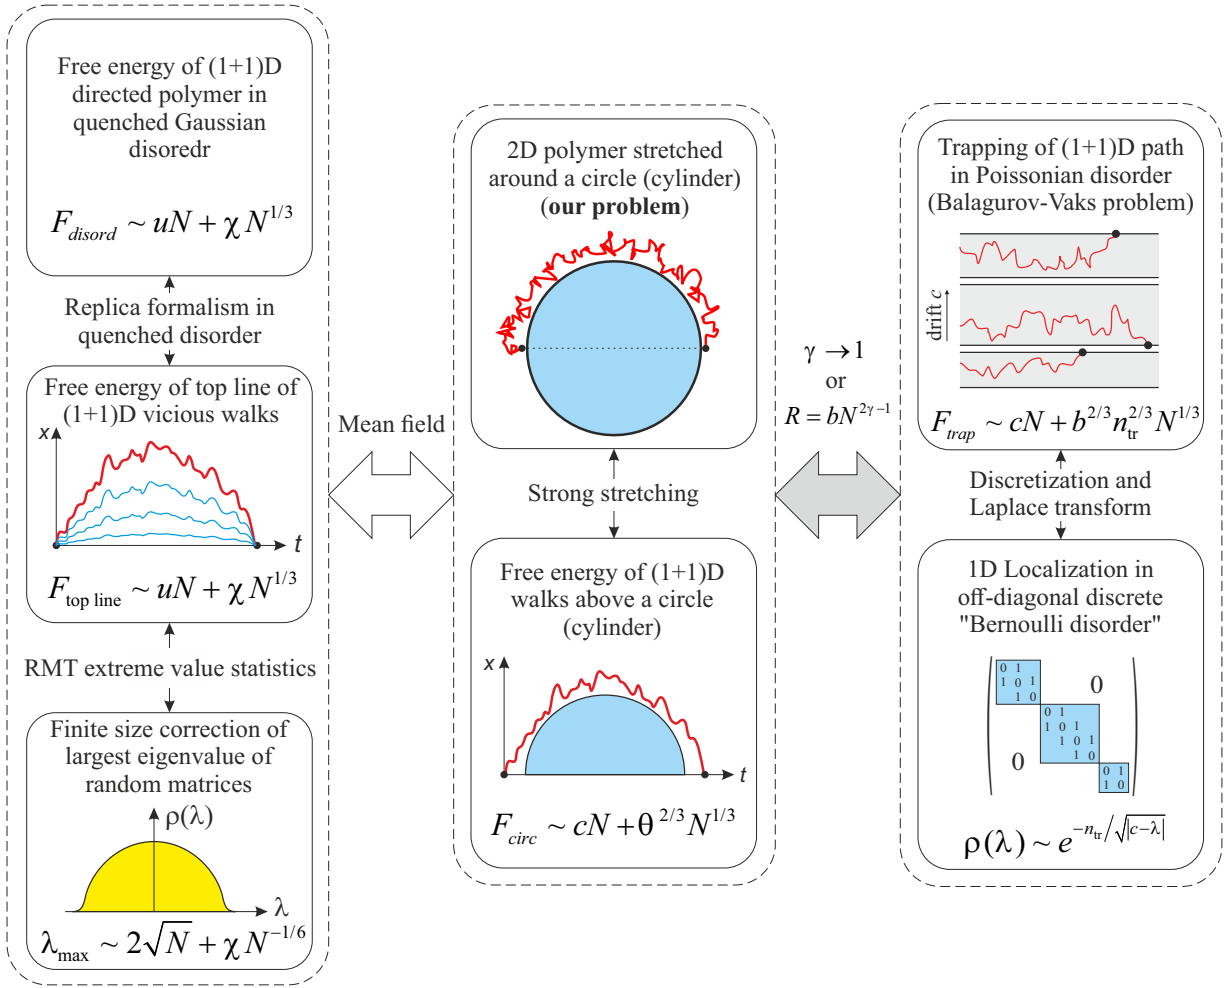 Free energy of (1+1)D
directed polymer in
quenched Gaussian
disoredr
F_disord ~ uN + χ N^1/3
Replica formalism in
quenched disorder
Free energy of top line of
(1+1)D vicious walks
x
t
F_top line ~ uN + χ N^1/3
RMT extreme value statistics
Finite size correction of
largest eigenvalue of
random matrices
ρ(λ)
λ
λ_max ~ 2√N + χ N^-1/6
Mean field
2D polymer stretched
around a circle (cylinder)
(our problem)
Strong stretching
Free energy of (1+1)D
walks above a circle
(cylinder)
x
t
F_circ ~ cN + θ^2/3 N^1/3
γ → 1
or
R = bN^2γ−1
Trapping of (1+1)D path
in Poissonian disorder
(Balagurov-Vaks problem)
drift c
F_trap ~ cN + b^2/3 n_tr^2/3 N^1/3
Discretization and
Laplace transform
1D Localization in
off-diagonal discrete
"Bernoulli disorder"
0 1
1 0 1
1 0
0
0 1
1 0 1
1 0 1
1 0
0
0 1
1 0
ρ(λ) ~ e^−n_tr/√|c−λ|